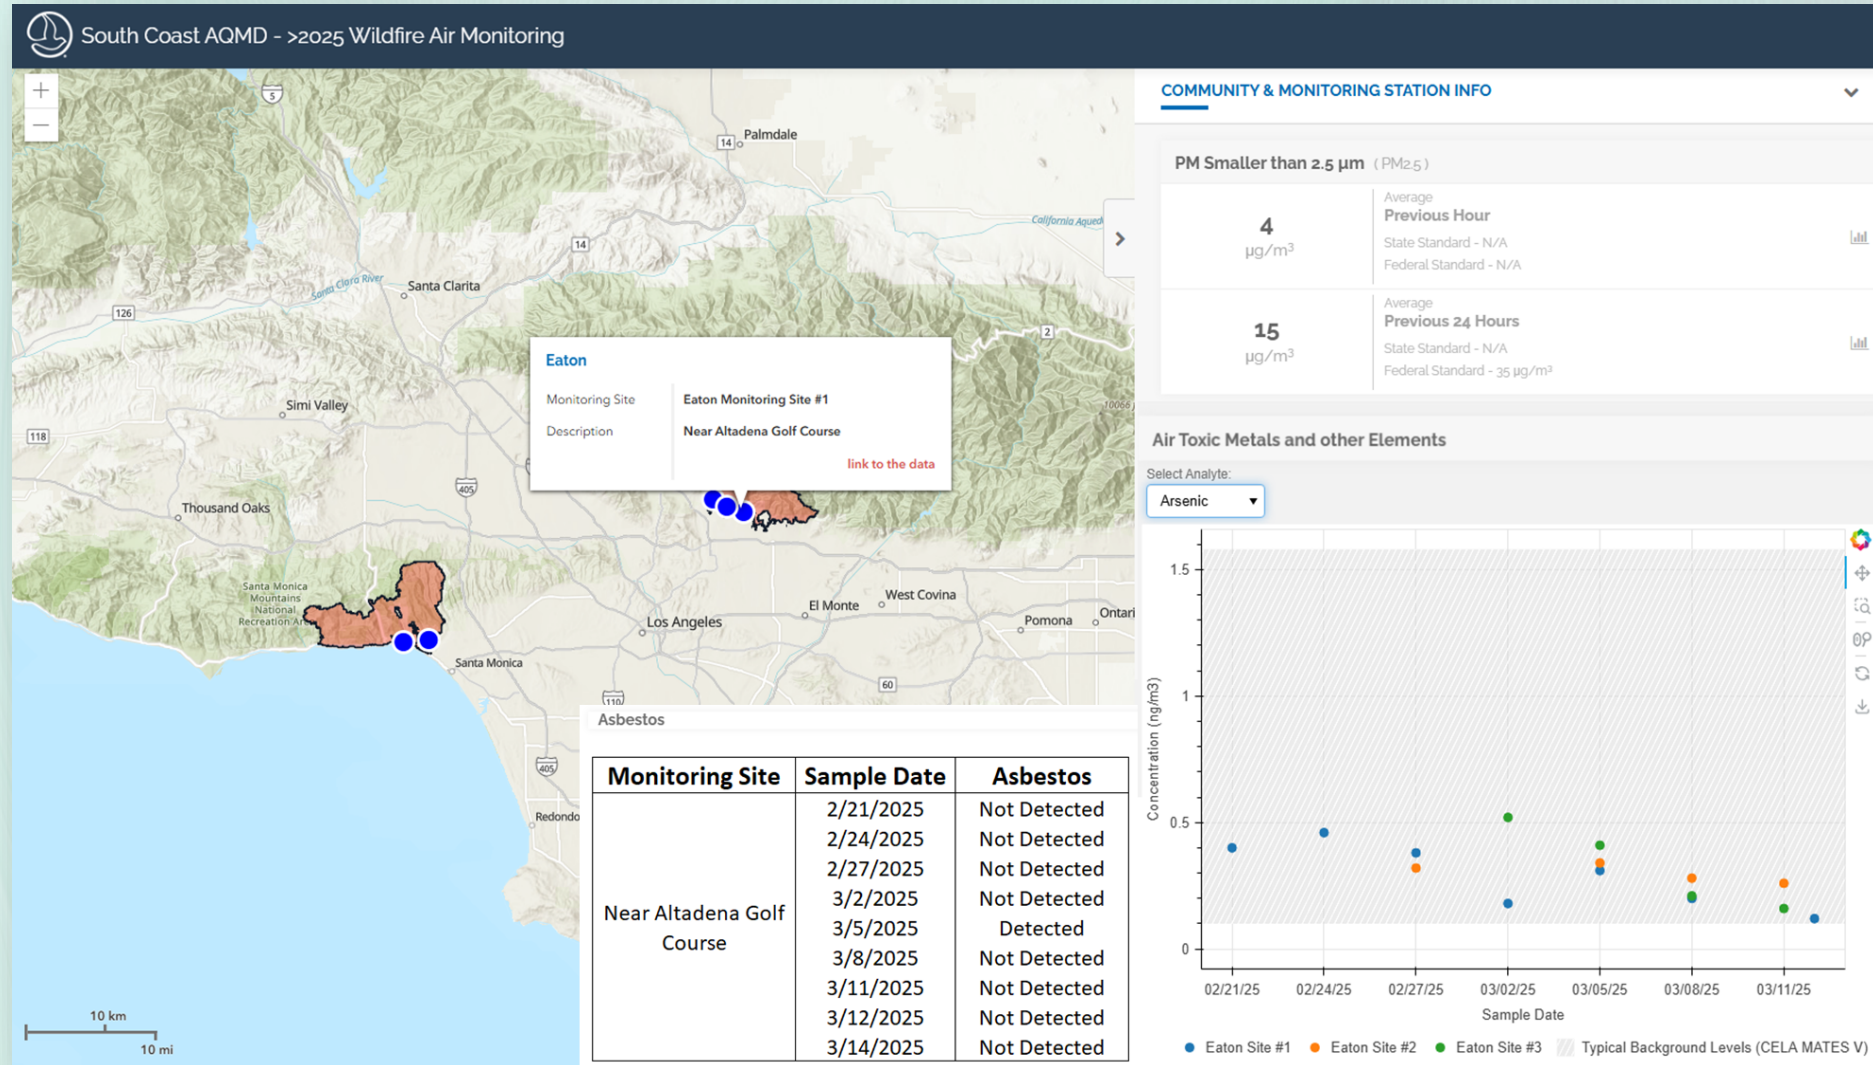 South Coast AQMD - >2025 Wildfire Air Monitoring
+
−
5
14
Palmdale
California Aqued
14
Santa Clara River
Santa Clarita
126
2
Eaton
Monitoring Site
Eaton Monitoring Site #1
Description
Near Altadena Golf Course
link to the data
Simi Valley
118
10066
405
Thousand Oaks
Santa Monica
Mountains
National
Recreation Are
West Covina
El Monte
Los Angeles
Pomona
Ontari
Santa Monica
60
110
405
Redondo
10 km
10 mi
Asbestos
Monitoring Site Sample Date Asbestos
Near Altadena Golf
Course
2/21/2025 Not Detected
2/24/2025 Not Detected
2/27/2025 Not Detected
3/2/2025 Not Detected
3/5/2025 Detected
3/8/2025 Not Detected
3/11/2025 Not Detected
3/12/2025 Not Detected
3/14/2025 Not Detected
COMMUNITY & MONITORING STATION INFO
PM Smaller than 2.5 µm ( PM2.5 )
4
µg/m³
Average
Previous Hour
State Standard - N/A
Federal Standard - N/A
15
µg/m³
Average
Previous 24 Hours
State Standard - N/A
Federal Standard - 35 µg/m³
Air Toxic Metals and other Elements
Select Analyte:
Arsenic
Concentration (ng/m3)
1.5
1
0.5
0
02/21/25 02/24/25 02/27/25 03/02/25 03/05/25 03/08/25 03/11/25
Sample Date
Eaton Site #1 Eaton Site #2 Eaton Site #3 Typical Background Levels (CELA MATES V)